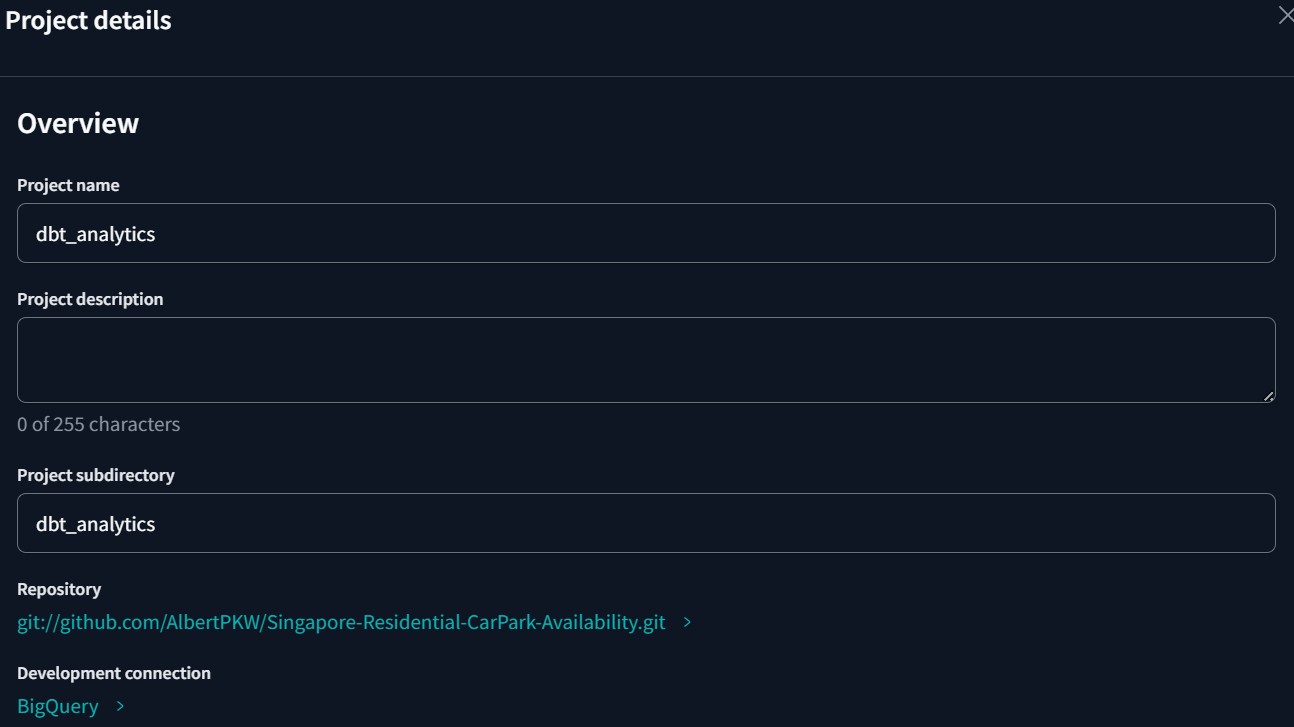 Project details
Overview
Project name
dbt_analytics
Project description
0 of 255 characters
Project subdirectory
dbt_analytics
Repository
git://github.com/AlbertPKW/Singapore-Residential-CarPark-Availability.git >
Development connection
BigQuery >